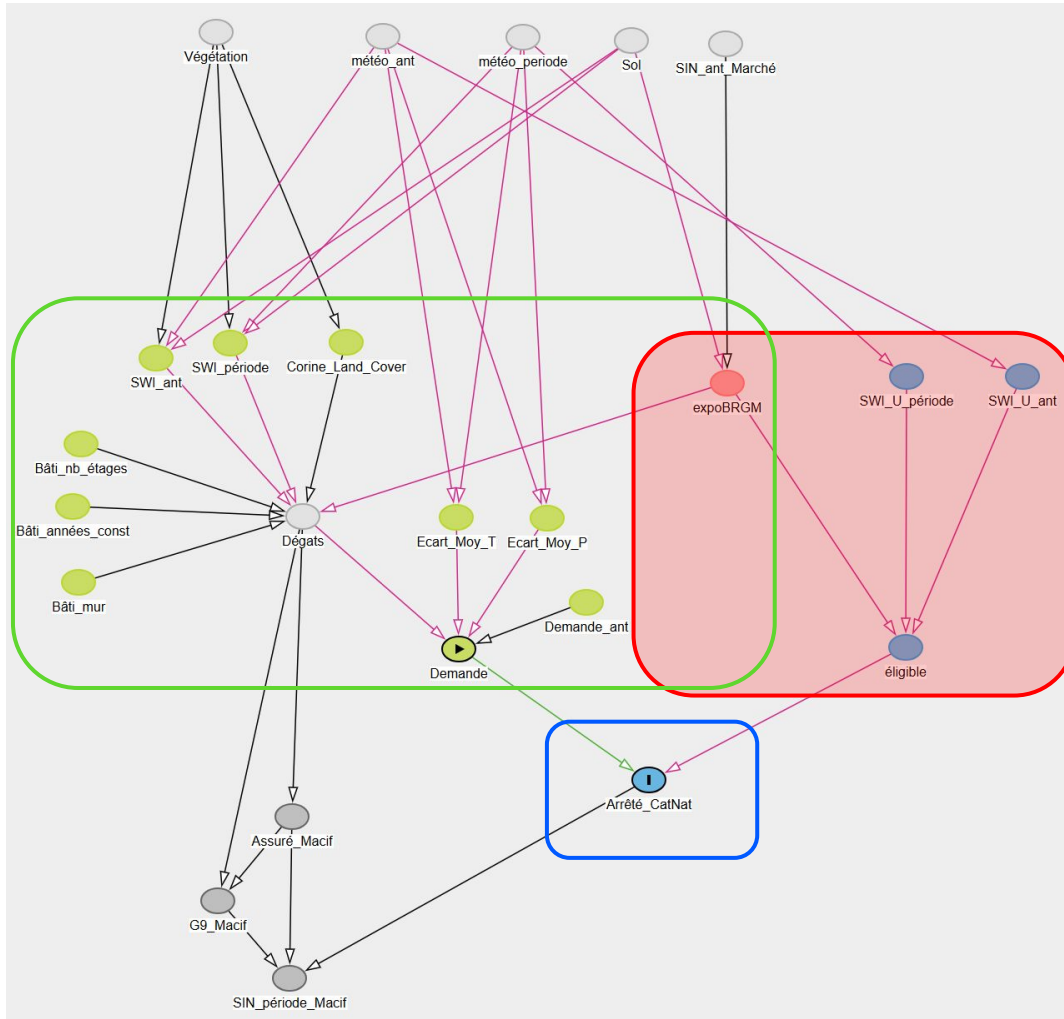 Végétation
météo_ant
météo_periode
Sol
SIN_ant_Marché
SWI_ant
SWI_période
Corine_Land_Cover
expoBRGM
SWI_U_période
SWI_U_ant
Bâti_nb_étages
Bâti_années_const
Dégats
Ecart_Moy_T
Ecart_Moy_P
Bâti_mur
Demande_ant
Demande
éligible
Arrêté_CatNat
Assuré_Macif
G9_Macif
SIN_période_Macif